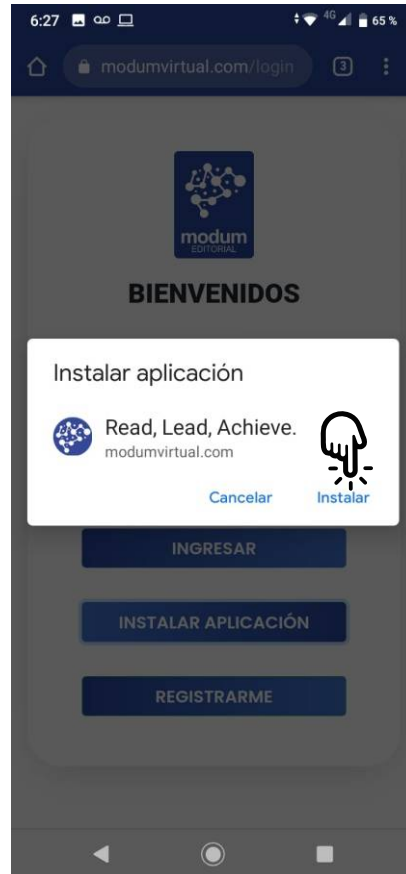 6:27 4G 65 %
modumvirtual.com/login 3
modum
EDITORIAL
BIENVENIDOS
Instalar aplicación
Read, Lead, Achieve.
modumvirtual.com
Cancelar Instalar
INGRESAR
INSTALAR APLICACIÓN
REGISTRARME